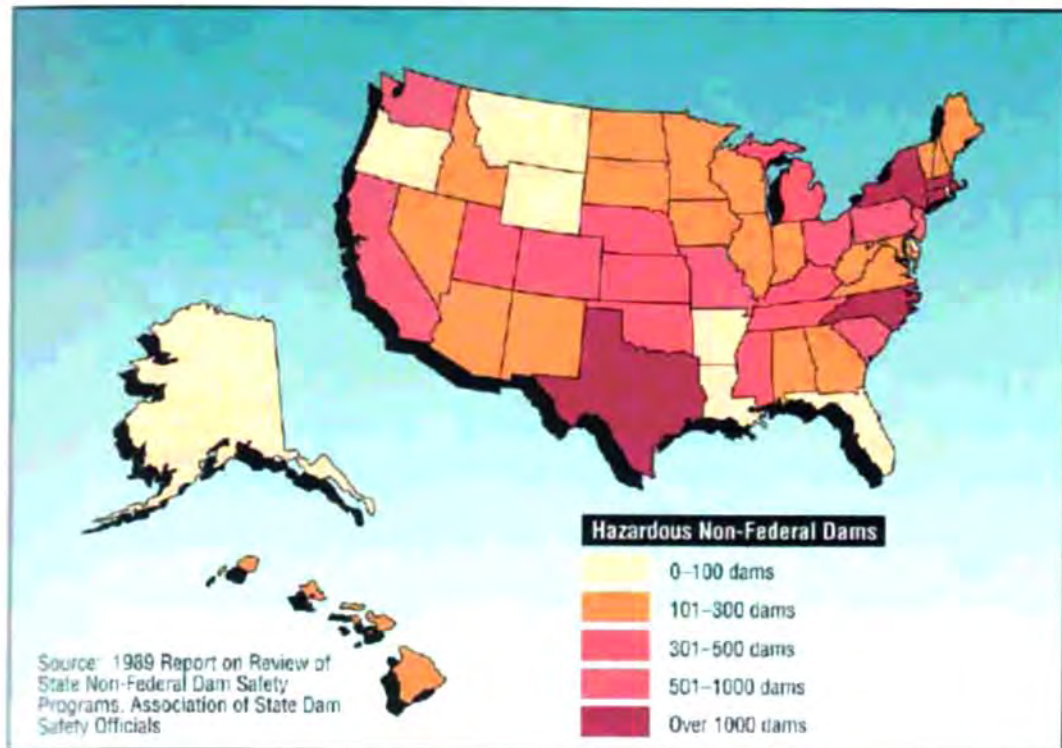 Hazardous Non-Federal Dams
0–100 dams
101–300 dams
301–500 dams
501–1000 dams
Over 1000 dams
Source: 1989 Report on Review of
State Non-Federal Dam Safety
Programs. Association of State Dam
Safety Officials